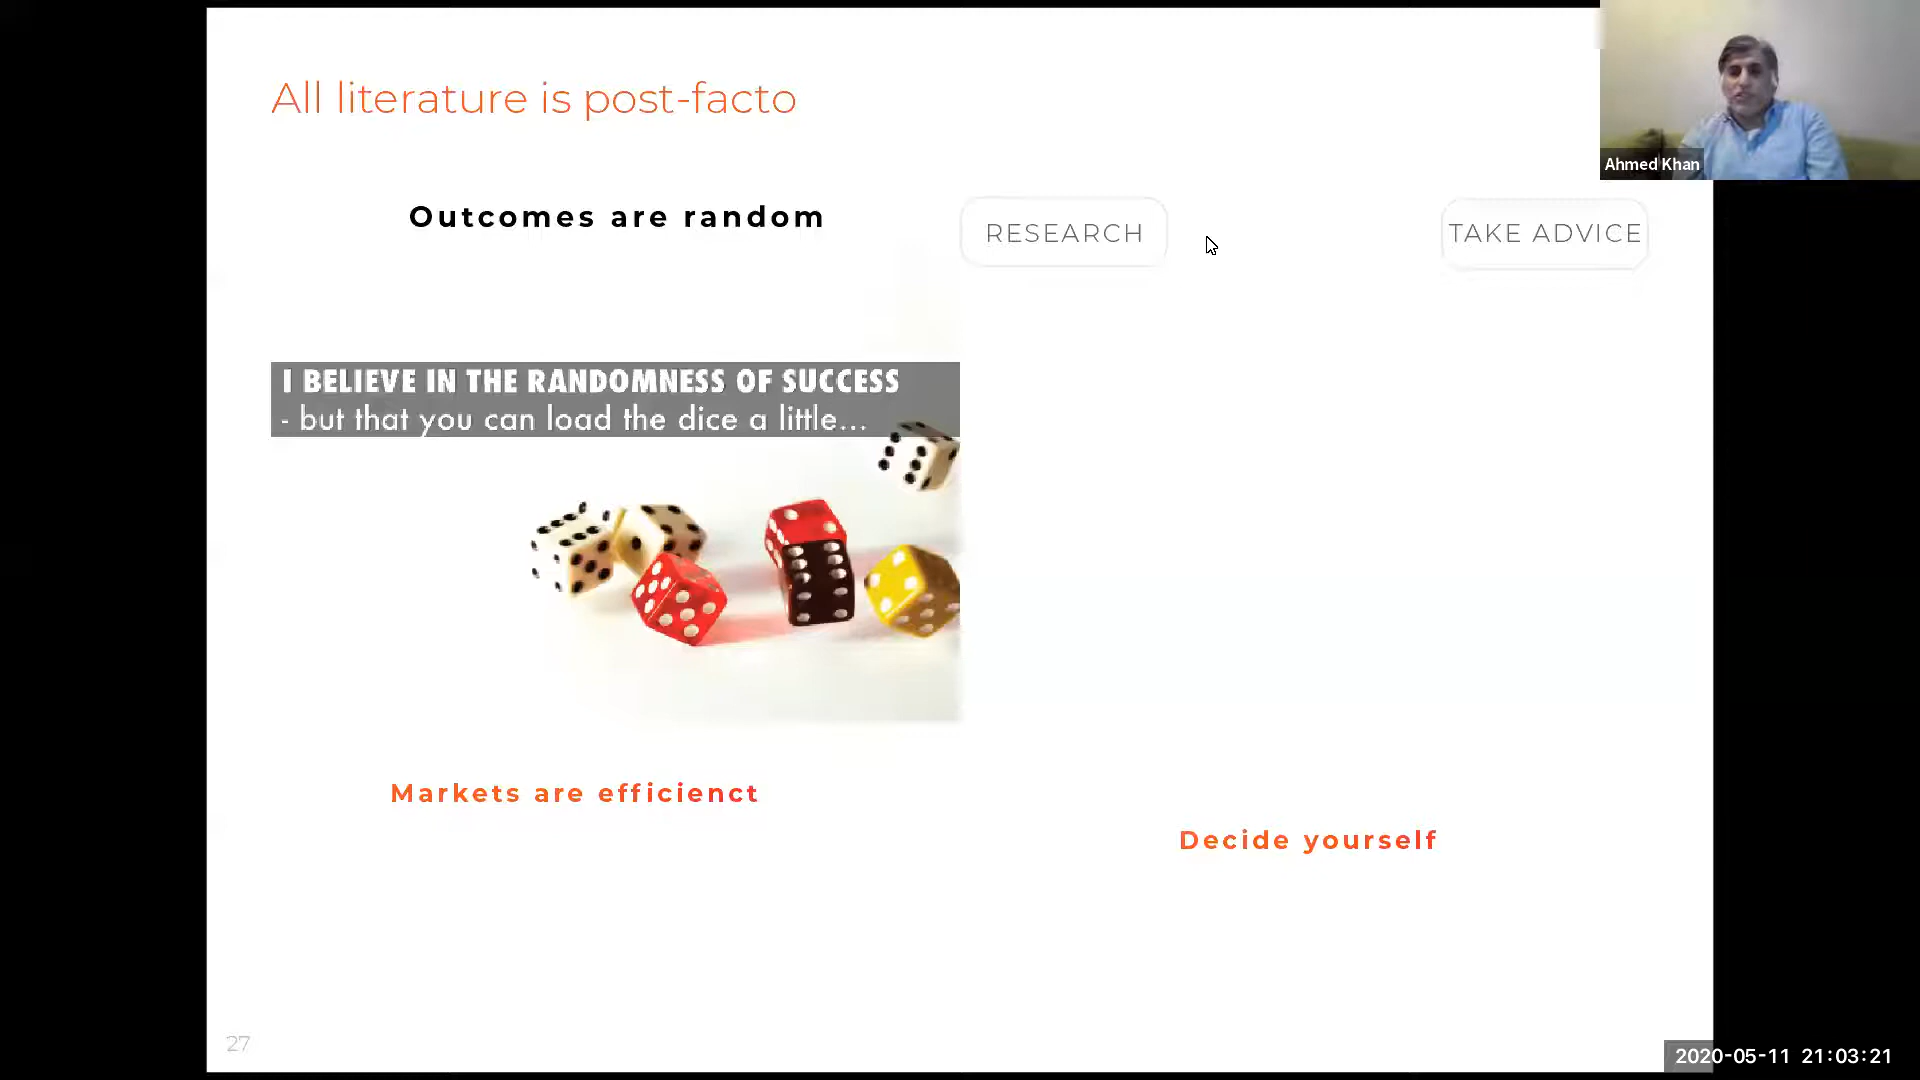 All literature is post-facto
Ahmed Khan
Outcomes are random
RESEARCH
TAKE ADVICE
I BELIEVE IN THE RANDOMNESS OF SUCCESS
- but that you can load the dice a little...
Markets are efficienct
Decide yourself
27
2020-05-11 21:03:21